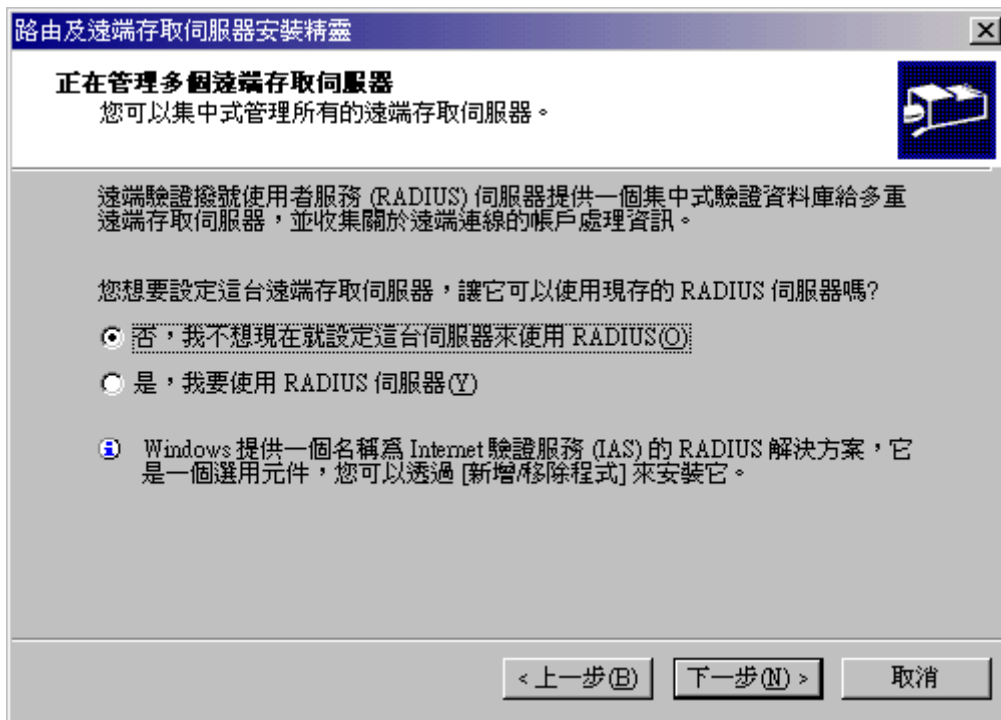 路由及遠端存取伺服器安裝精靈
正在管理多個遠端存取伺服器
您可以集中式管理所有的遠端存取伺服器。
遠端驗證撥號使用者服務 (RADIUS) 伺服器提供一個集中式驗證資料庫給多重
遠端存取伺服器，並收集關於遠端連線的帳戶處理資訊。
您想要設定這台遠端存取伺服器，讓它可以使用現存的 RADIUS 伺服器嗎?
否，我不想現在就設定這台伺服器來使用 RADIUS(O)
是，我要使用 RADIUS 伺服器(Y)
Windows 提供一個名稱為 Internet 驗證服務 (IAS) 的 RADIUS 解決方案，它
是一個選用元件，您可以透過 [新增/移除程式] 來安裝它。
< 上一步(B)
下一步(N) >
取消